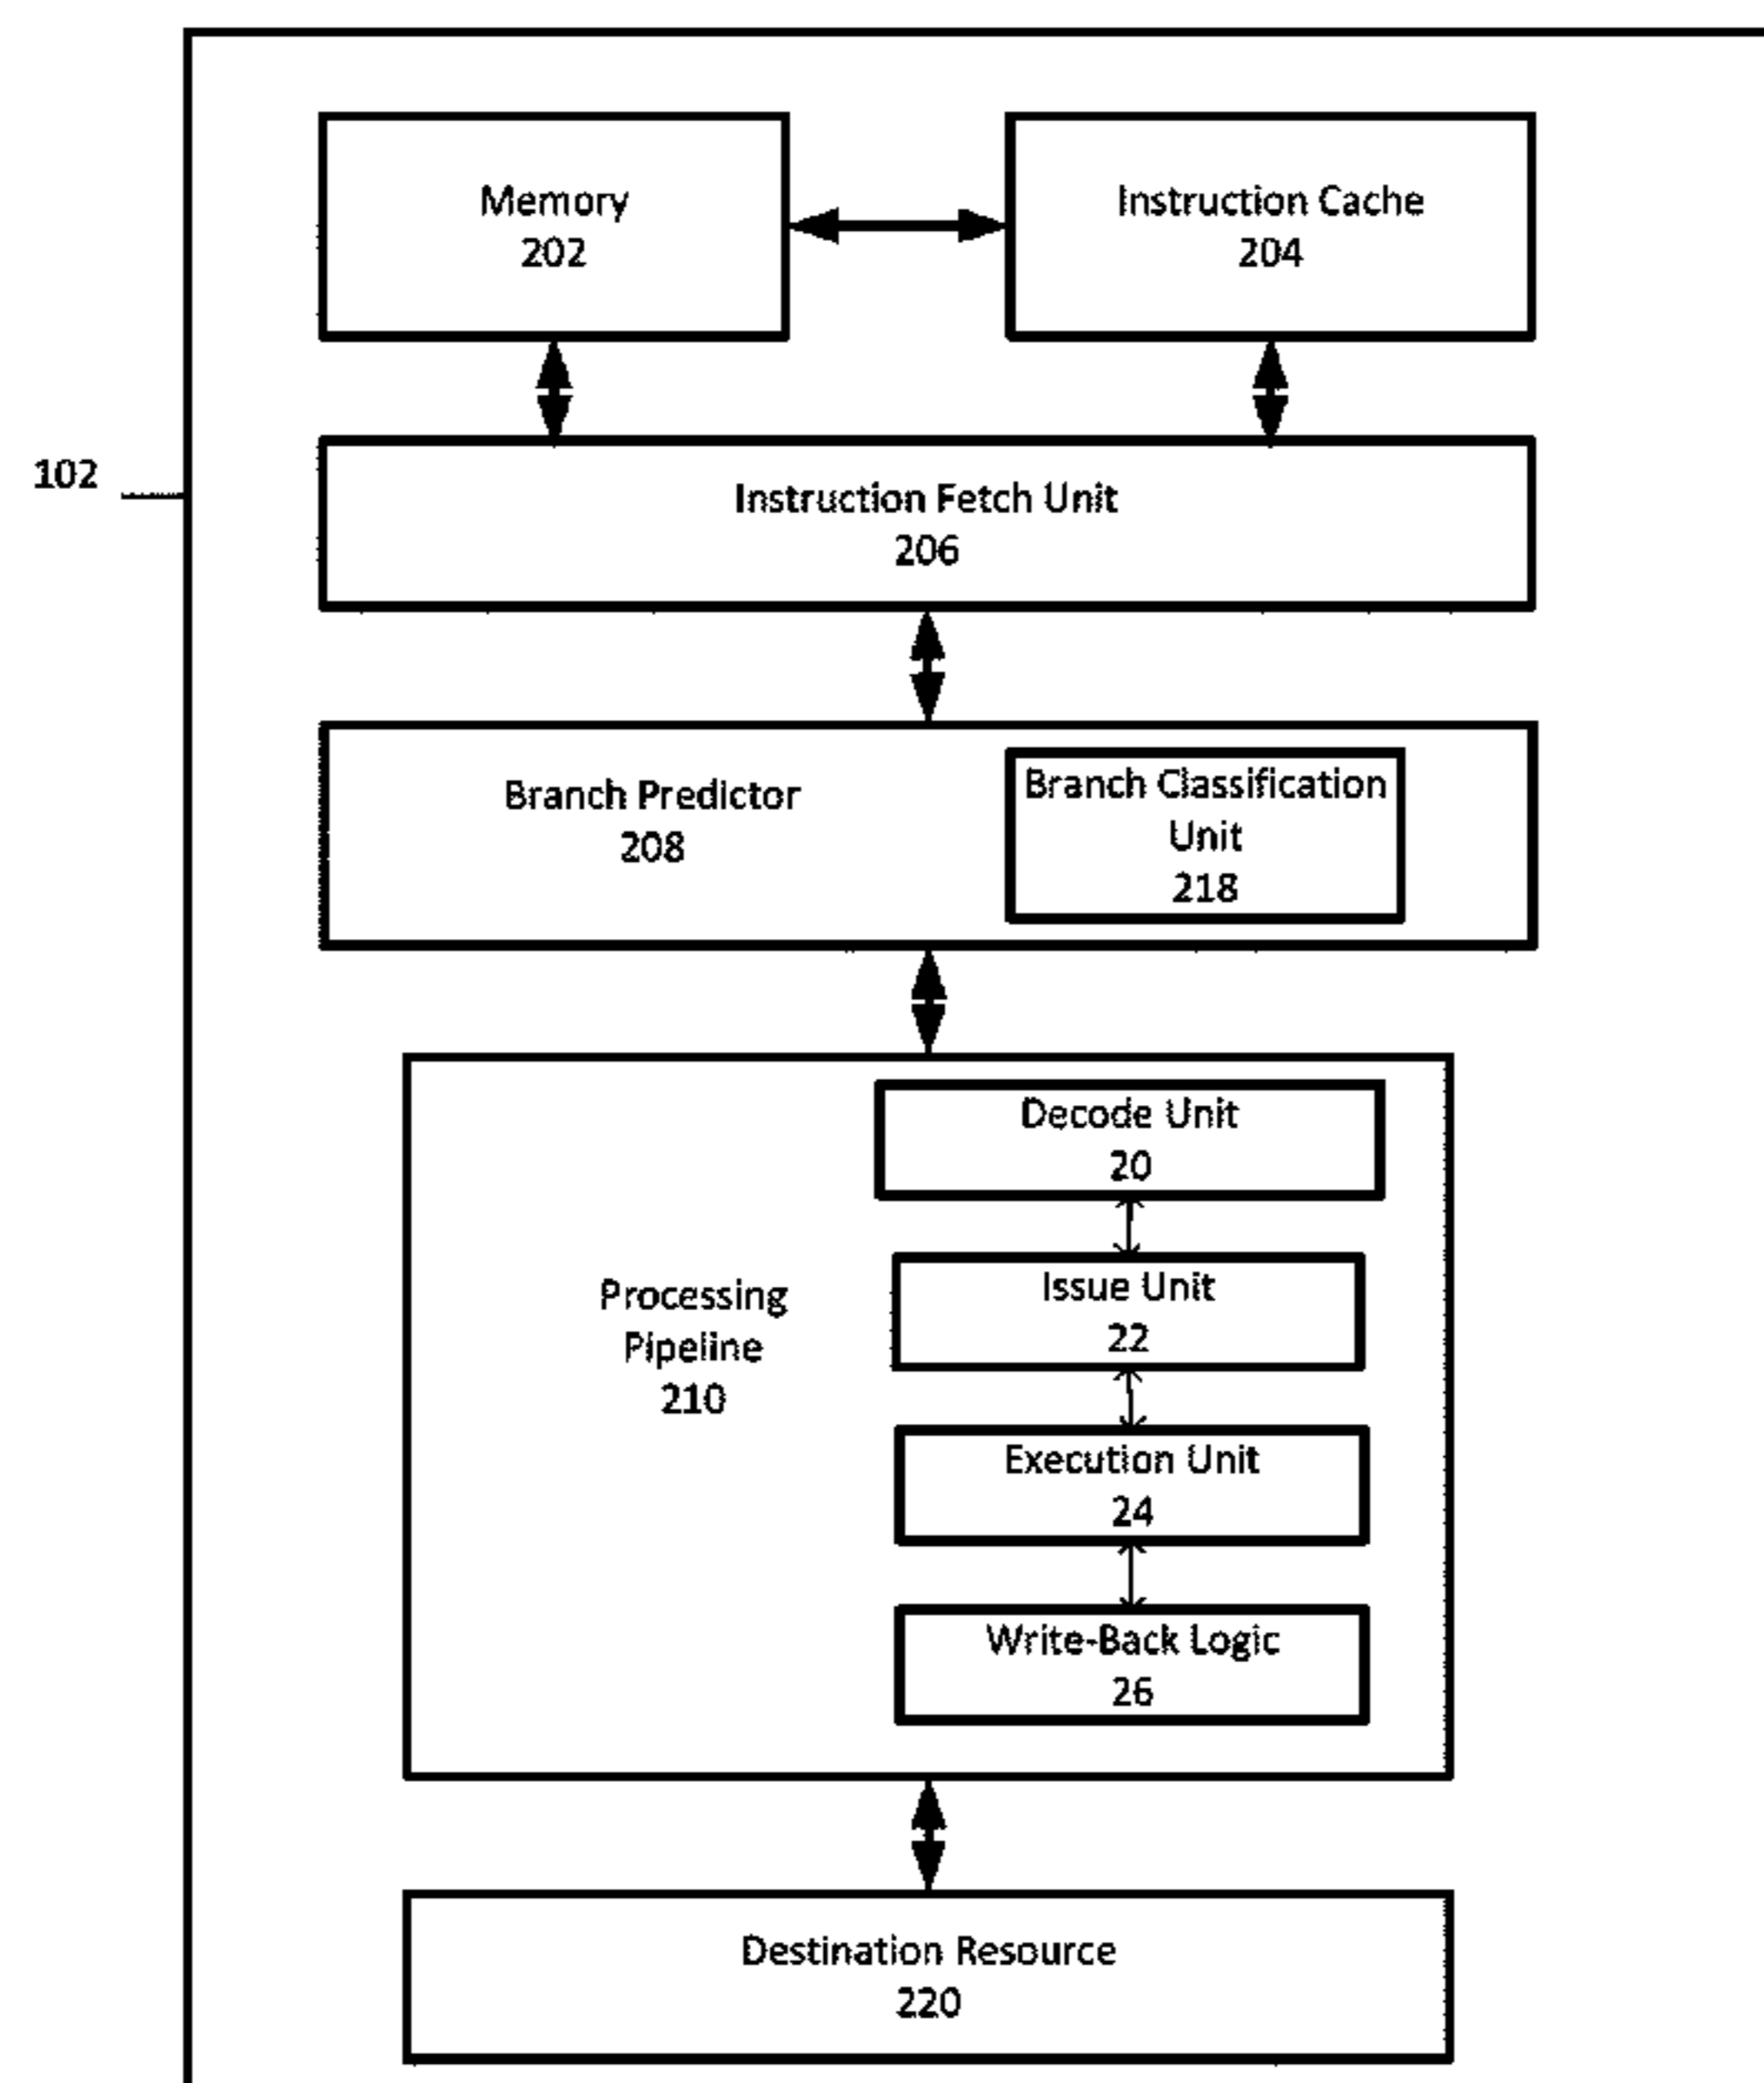 Memory
202
Instruction Cache
204
102
Instruction Fetch Unit
206
Branch Predictor
208
Branch Classification
Unit
218
Processing
Pipeline
210
Decode Unit
20
Issue Unit
22
Execution Unit
24
Write-Back Logic
26
Destination Resource
220